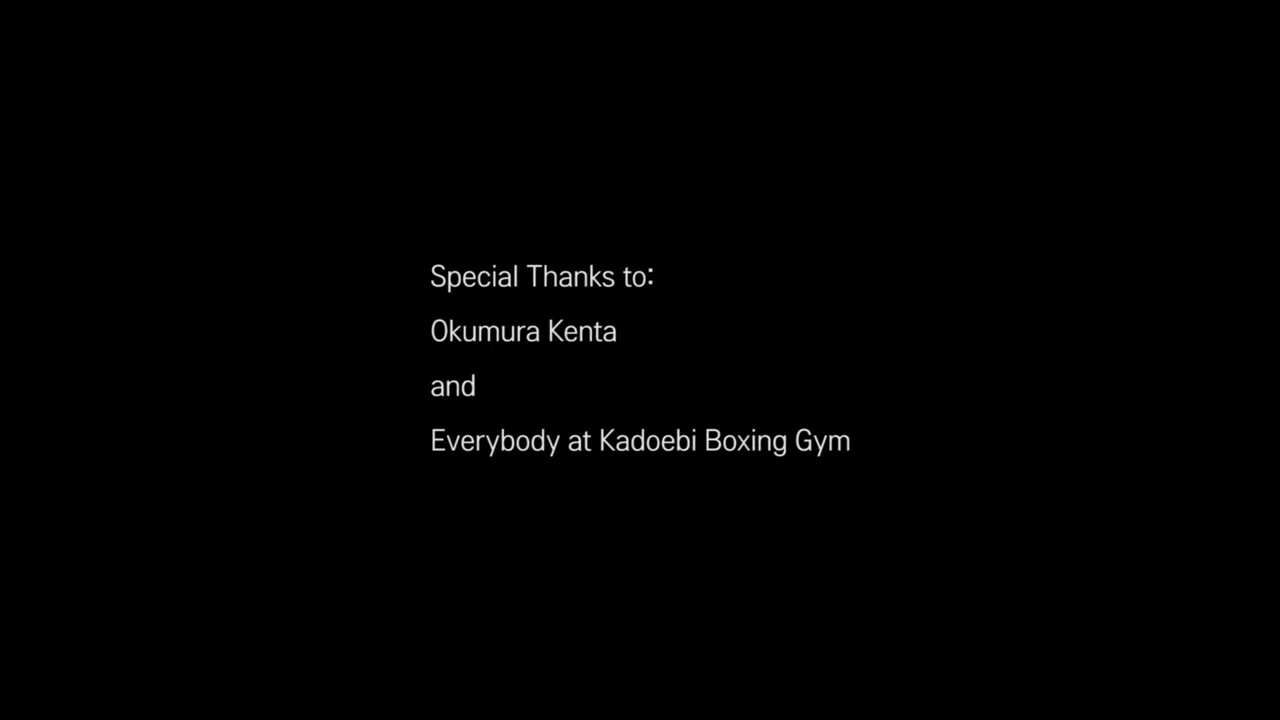 Special Thanks to:
Okumura Kenta
and
Everybody at Kadoebi Boxing Gym